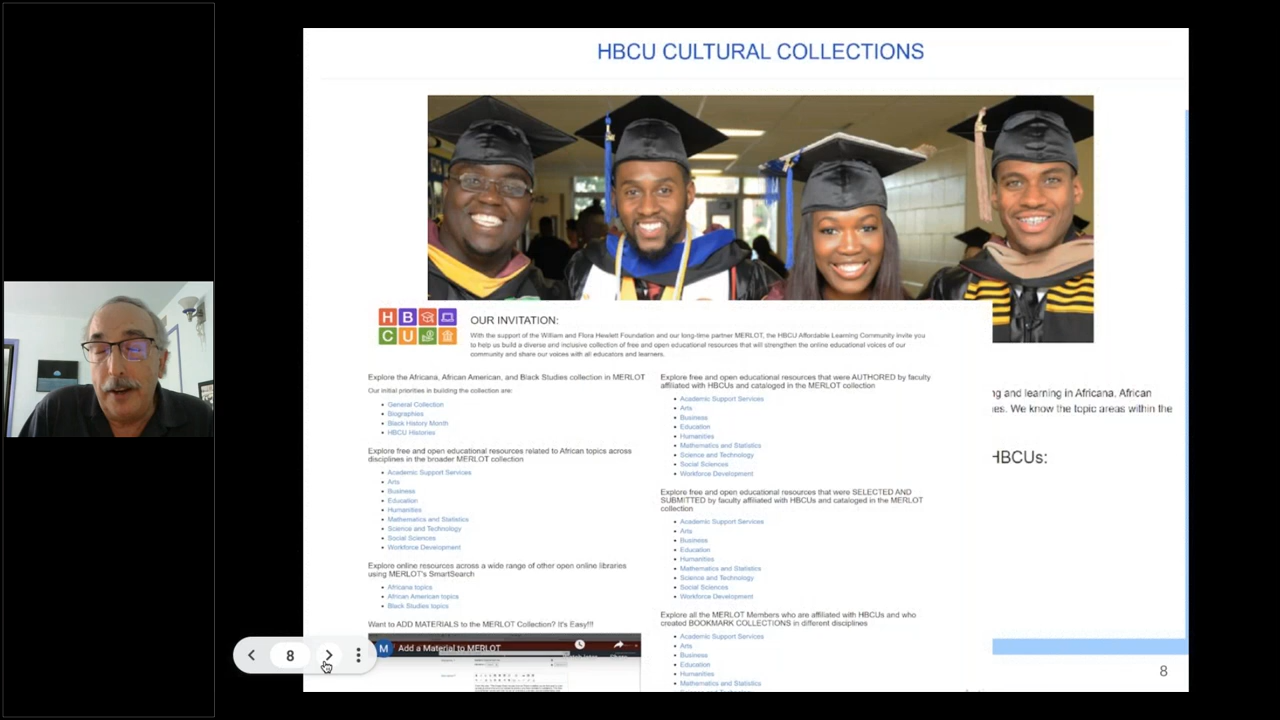 HBCU CULTURAL COLLECTIONS
H B
C U
OUR INVITATION:
With the support of the William and Flora Hewlett Foundation and our long-time partner MERLOT, the HBCU Affordable Learning Community invite you
to help us build a diverse and inclusive collection of free and open educational resources that will strengthen the online educational voices of our
community and share our voices with all educators and learners.
Explore the Africana, African American, and Black Studies collection in MERLOT
Our initial priorities in building the collection are:
• General Collection
• Biographies
• Black History Month
• HBCU Histories
Explore free and open educational resources related to African topics across
disciplines in the broader MERLOT collection
• Academic Support Services
• Arts
• Business
• Education
• Humanities
• Mathematics and Statistics
• Science and Technology
• Social Sciences
• Workforce Development
Explore online resources across a wide range of other open online libraries
using MERLOT's SmartSearch
• Africana topics
• African American topics
• Black Studies topics
Want to ADD MATERIALS to the MERLOT Collection? It's Easy!!!
M Add a Material to MERLOT
Explore free and open educational resources that were AUTHORED by faculty
affiliated with HBCUs and cataloged in the MERLOT collection
• Academic Support Services
• Arts
• Business
• Education
• Humanities
• Mathematics and Statistics
• Science and Technology
• Social Sciences
• Workforce Development
Explore free and open educational resources that were SELECTED AND
SUBMITTED by faculty affiliated with HBCUs and cataloged in the MERLOT
collection
• Academic Support Services
• Arts
• Business
• Education
• Humanities
• Mathematics and Statistics
• Science and Technology
• Social Sciences
• Workforce Development
Explore all the MERLOT Members who are affiliated with HBCUs and who
created BOOKMARK COLLECTIONS in different disciplines
• Academic Support Services
• Arts
• Business
• Education
• Humanities
• Mathematics and Statistics
ng and learning in Africana, African
es. We know the topic areas within the
HBCUs:
8
8